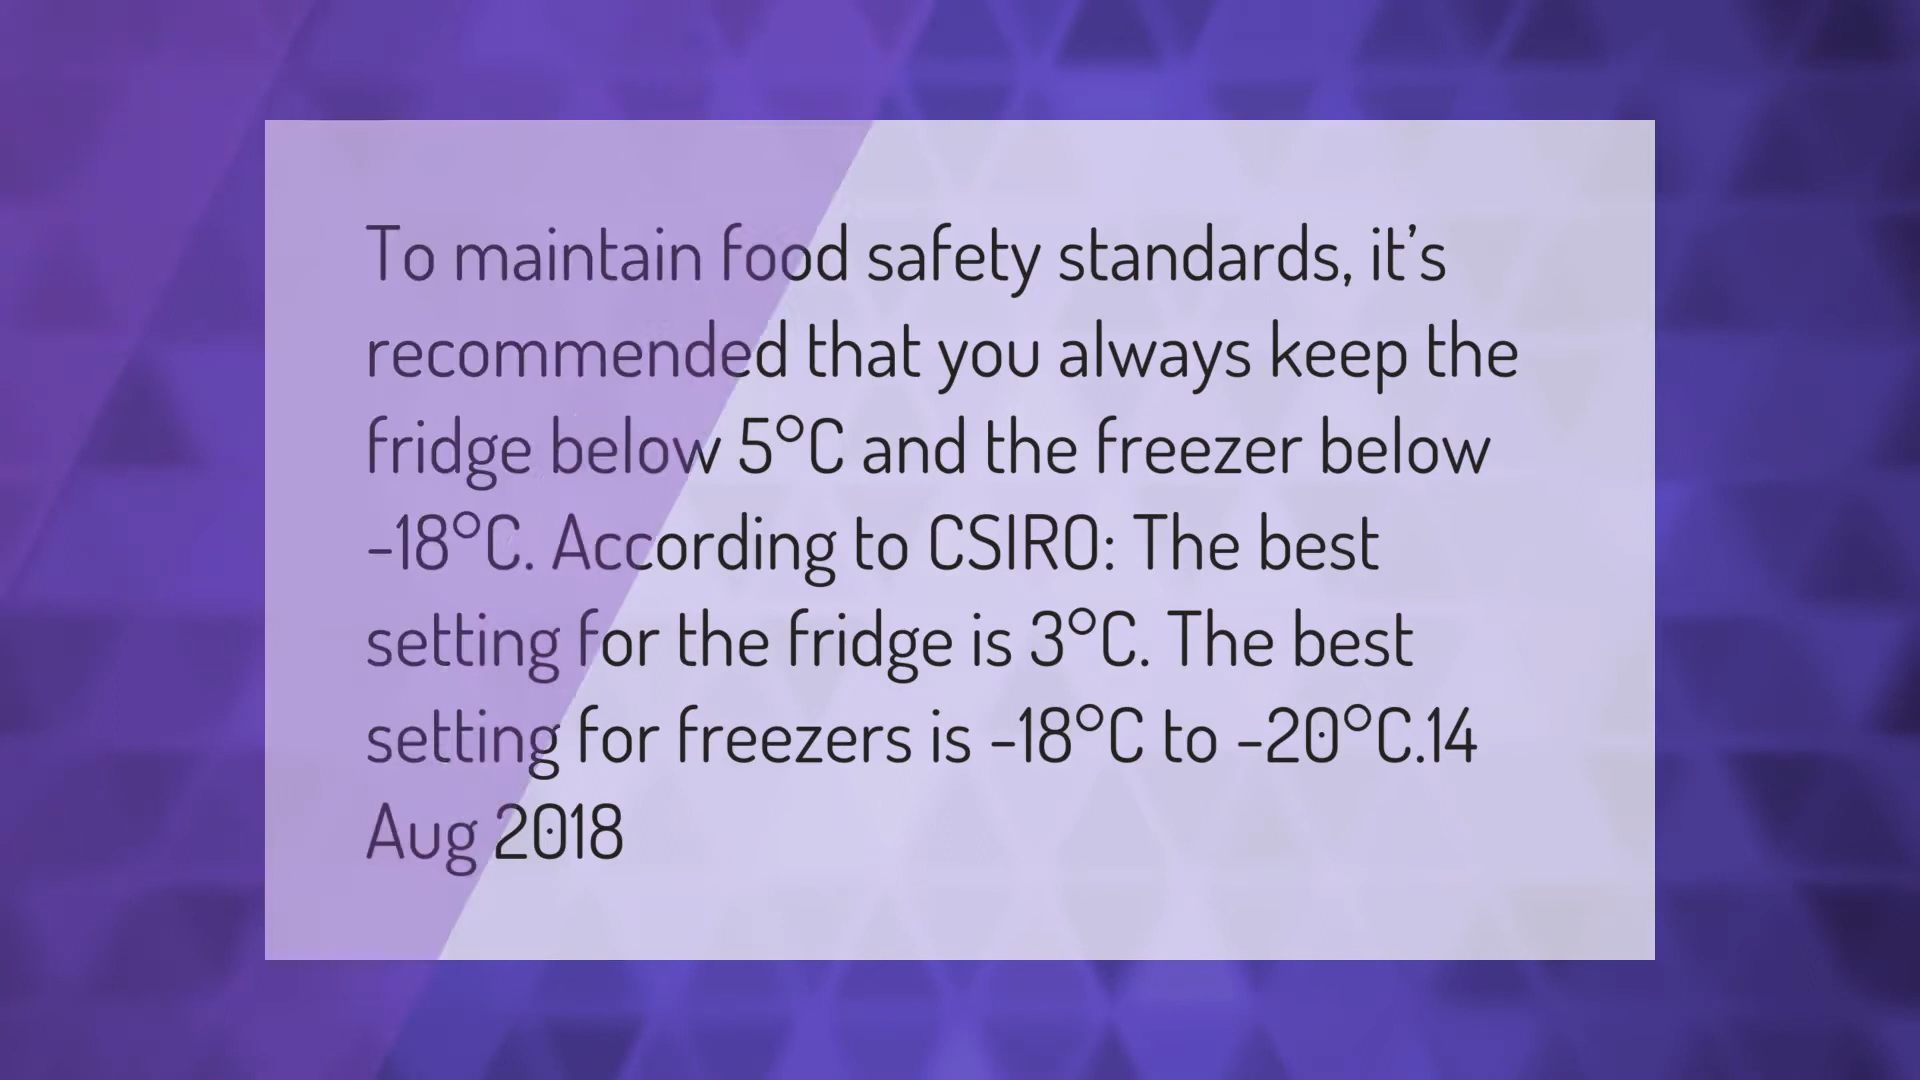 To maintain food safety standards, it’s
recommended that you always keep the
fridge below 5°C and the freezer below
-18°C. According to CSIRO: The best
setting for the fridge is 3°C. The best
setting for freezers is -18°C to -20°C.14
Aug 2018